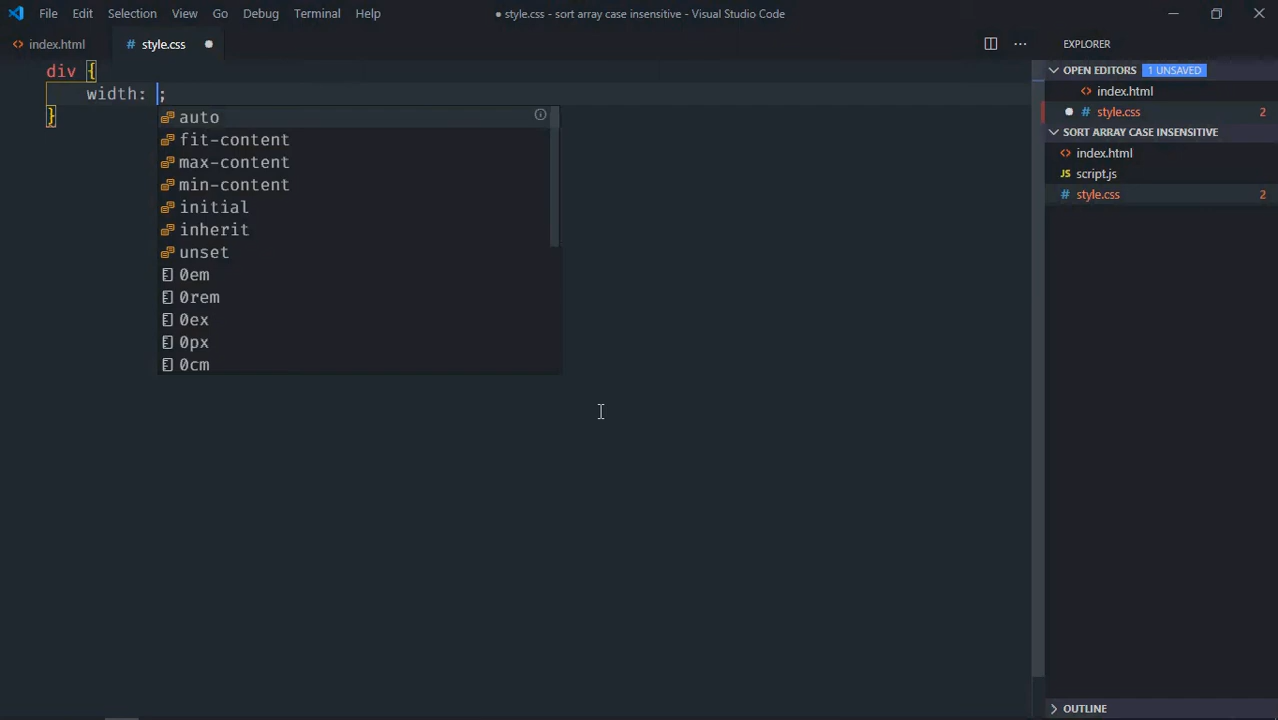 File Edit Selection View Go Debug Terminal Help
● style.css - sort array case insensitive - Visual Studio Code
index.html
# style.css ●
div {
width: ;
}
auto
fit-content
max-content
min-content
initial
inherit
unset
0em
0rem
0ex
0px
0cm
EXPLORER
OPEN EDITORS 1 UNSAVED
index.html
● # style.css 2
SORT ARRAY CASE INSENSITIVE
index.html
JS script.js
# style.css 2
OUTLINE